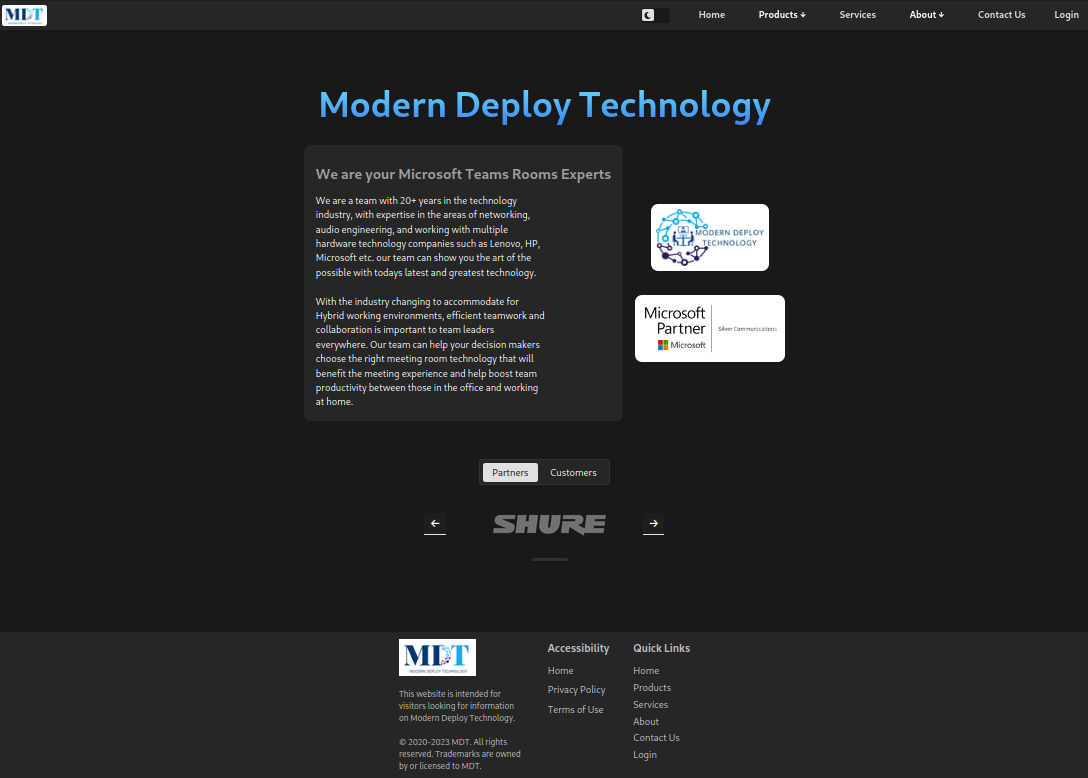 MDT
Home
Products ↓
Services
About ↓
Contact Us
Login
Modern Deploy Technology
We are your Microsoft Teams Rooms Experts
We are a team with 20+ years in the technology
industry, with expertise in the areas of networking,
audio engineering, and working with multiple
hardware technology companies such as Lenovo, HP,
Microsoft etc. our team can show you the art of the
possible with todays latest and greatest technology.
With the industry changing to accommodate for
Hybrid working environments, efficient teamwork and
collaboration is important to team leaders
everywhere. Our team can help your decision makers
choose the right meeting room technology that will
benefit the meeting experience and help boost team
productivity between those in the office and working
at home.
MODERN DEPLOY
TECHNOLOGY
Microsoft
Partner
Microsoft
Silver Communications
Partners
Customers
←
SHURE
→
MDT
MODERN DEPLOY TECHNOLOGY
This website is intended for
visitors looking for information
on Modern Deploy Technology.
© 2020-2023 MDT. All rights
reserved. Trademarks are owned
by or licensed to MDT.
Accessibility
Home
Privacy Policy
Terms of Use
Quick Links
Home
Products
Services
About
Contact Us
Login